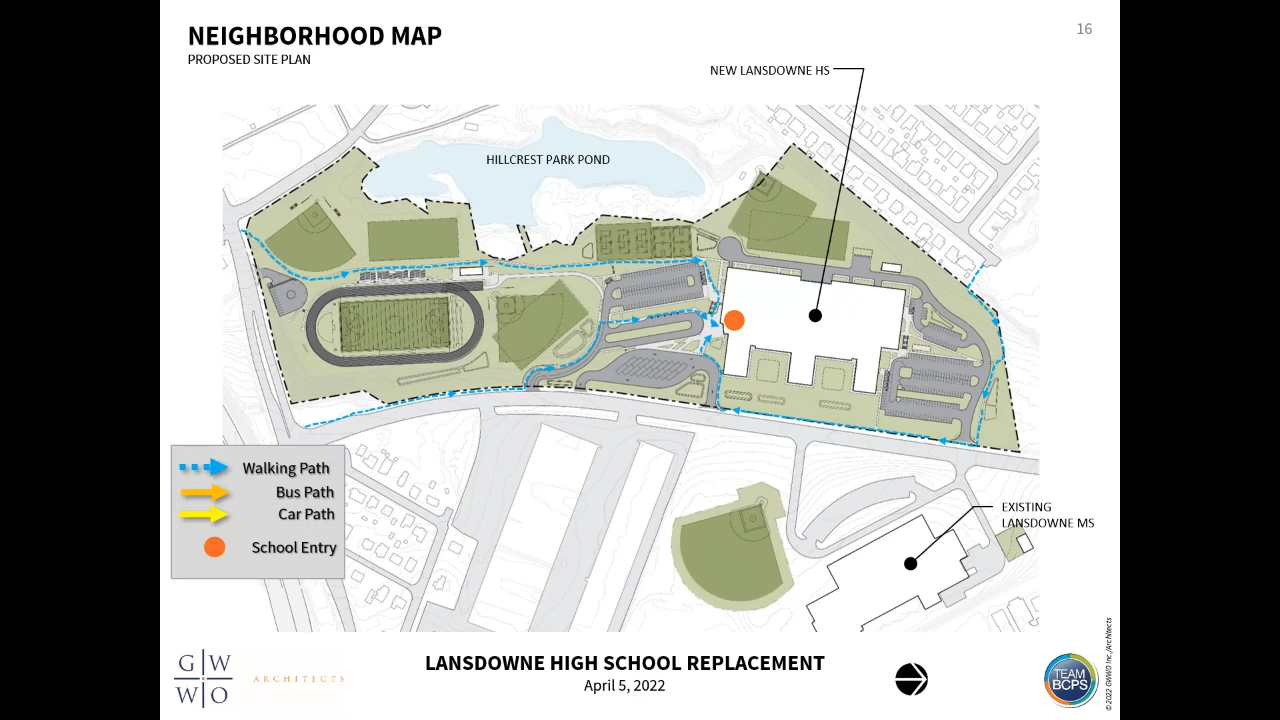 NEIGHBORHOOD MAP
16
PROPOSED SITE PLAN
NEW LANSDOWNE HS
HILLCREST PARK POND
Walking Path
Bus Path
Car Path
School Entry
EXISTING
LANSDOWNE MS
G W
W O
ARCHITECTS
LANSDOWNE HIGH SCHOOL REPLACEMENT
April 5, 2022
TEAM
BCPS
© 2022 GWWO Inc./Architects